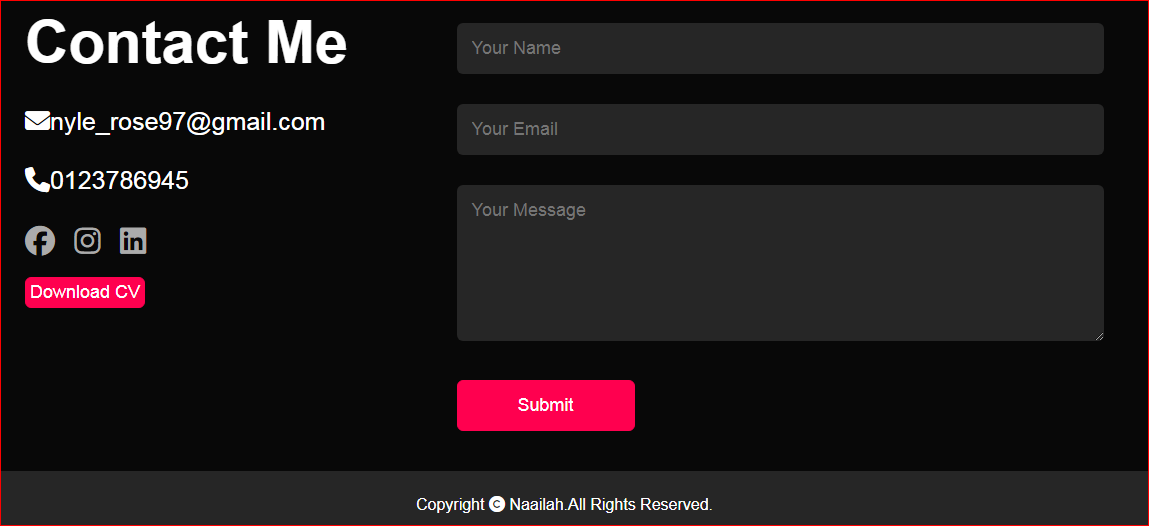 Contact Me
nyle_rose97@gmail.com
0123786945
Download CV
Your Name
Your Email
Your Message
Submit
Copyright © Naailah.All Rights Reserved.